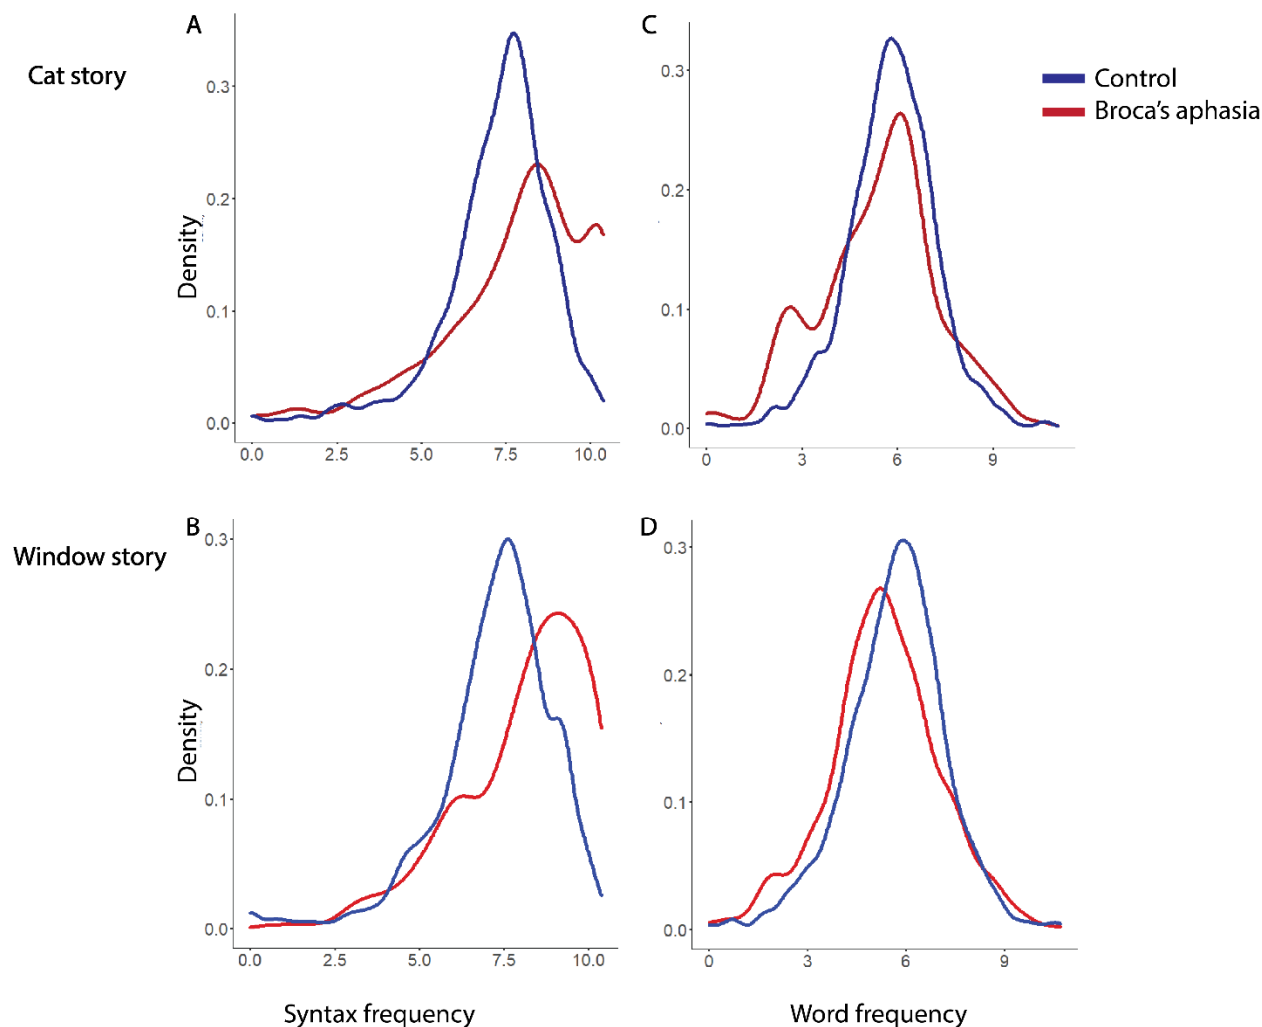 A
C
Cat story
Control
Broca's aphasia
Density
0.3
0.2
0.1
0.0
0.0 2.5 5.0 7.5 10.0
0.3
0.2
0.1
0.0
0 3 6 9
B
D
Window story
Density
0.3
0.2
0.1
0.0
0.0 2.5 5.0 7.5 10.0
0.3
0.2
0.1
0.0
0 3 6 9
Syntax frequency
Word frequency